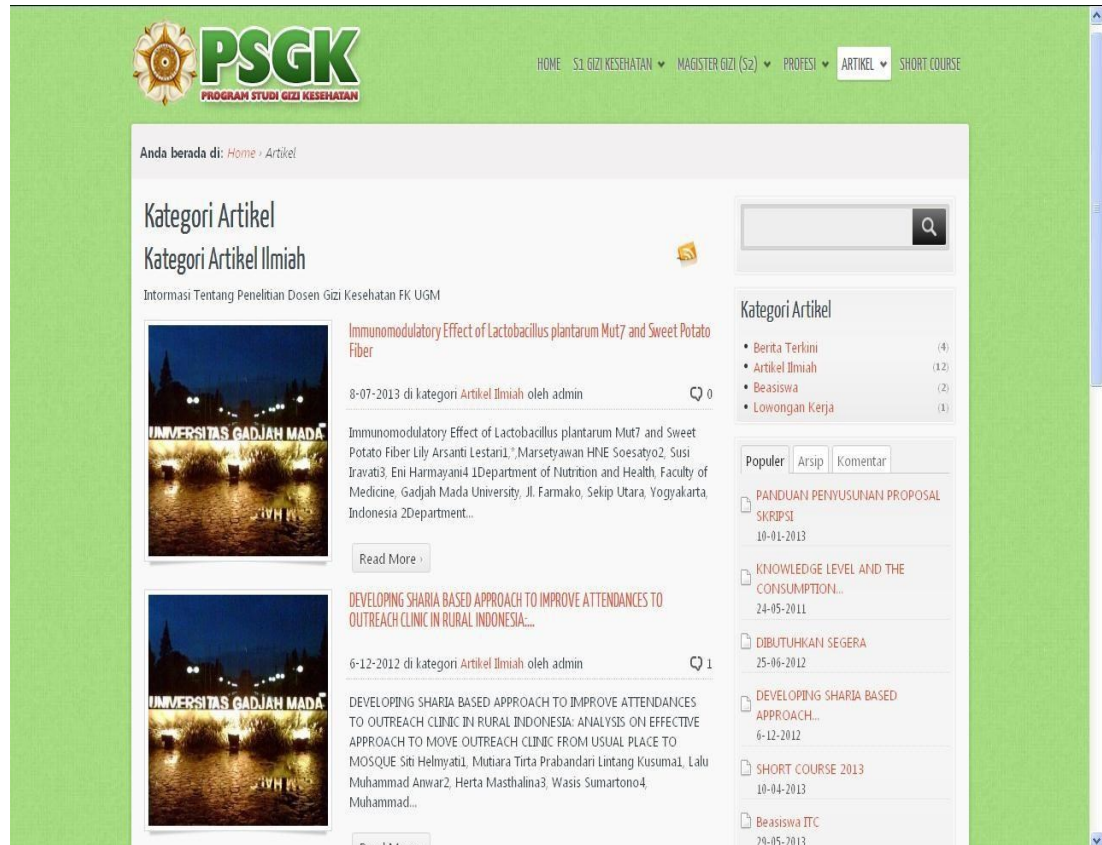 PSGK
PROGRAM STUDI GIZI KESEHATAN
HOME S1 GIZI KESEHATAN MAGISTER GIZI (S2) PROFESI ARTIKEL SHORT COURSE
Anda berada di: Home › Artikel
Kategori Artikel
Kategori Artikel Ilmiah
Informasi Tentang Penelitian Dosen Gizi Kesehatan FK UGM
UNIVERSITAS GADJAH MADA
Immunomodulatory Effect of Lactobacillus plantarum Mut7 and Sweet Potato
Fiber
8-07-2013 di kategori Artikel Ilmiah oleh admin 0
Immunomodulatory Effect of Lactobacillus plantarum Mut7 and Sweet
Potato Fiber Lily Arsanti Lestari1,*,Marsetyawan HNE Soesatyo2, Susi
Iravati3, Eni Harmayani4 1Department of Nutrition and Health, Faculty of
Medicine, Gadjah Mada University, Jl. Farmako, Sekip Utara, Yogyakarta,
Indonesia 2Department...
Read More ›
UNIVERSITAS GADJAH MADA
DEVELOPING SHARIA BASED APPROACH TO IMPROVE ATTENDANCES TO
OUTREACH CLINIC IN RURAL INDONESIA:...
6-12-2012 di kategori Artikel Ilmiah oleh admin 1
DEVELOPING SHARIA BASED APPROACH TO IMPROVE ATTENDANCES
TO OUTREACH CLINIC IN RURAL INDONESIA: ANALYSIS ON EFFECTIVE
APPROACH TO MOVE OUTREACH CLINIC FROM USUAL PLACE TO
MOSQUE Siti Helmyati1, Mutiara Tirta Prabandari Lintang Kusuma1, Lalu
Muhammad Anwar2, Herta Masthalina3, Wasis Sumartono4,
Muhammad...
Kategori Artikel
• Berita Terkini (4)
• Artikel Ilmiah (12)
• Beasiswa (2)
• Lowongan Kerja (1)
Populer Arsip Komentar
PANDUAN PENYUSUNAN PROPOSAL
SKRIPSI
10-01-2013
KNOWLEDGE LEVEL AND THE
CONSUMPTION...
24-05-2011
DIBUTUHKAN SEGERA
25-06-2012
DEVELOPING SHARIA BASED
APPROACH...
6-12-2012
SHORT COURSE 2013
10-04-2013
Beasiswa ITC
29-05-2013